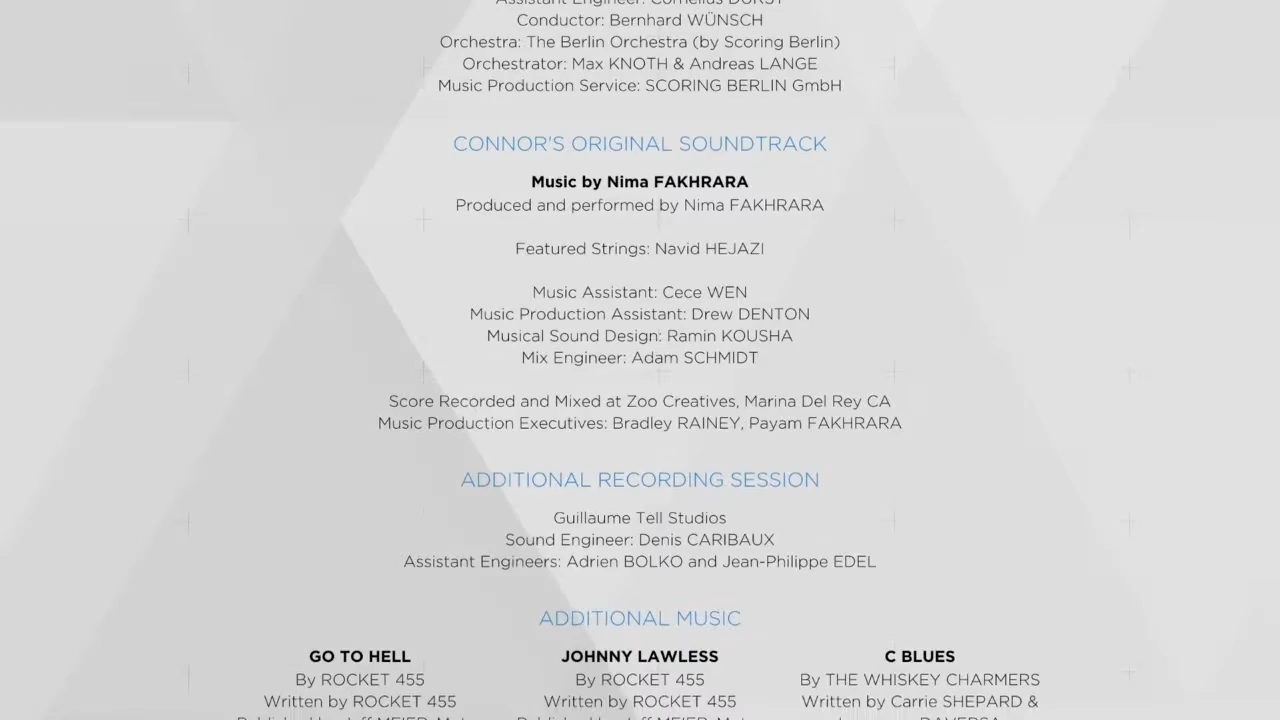 Assistant Engineer: Cornelius DÜRST
Conductor: Bernhard WÜNSCH
Orchestra: The Berlin Orchestra (by Scoring Berlin)
Orchestrator: Max KNOTH & Andreas LANGE
Music Production Service: SCORING BERLIN GmbH
CONNOR'S ORIGINAL SOUNDTRACK
Music by Nima FAKHRARA
Produced and performed by Nima FAKHRARA
Featured Strings: Navid HEJAZI
Music Assistant: Cece WEN
Music Production Assistant: Drew DENTON
Musical Sound Design: Ramin KOUSHA
Mix Engineer: Adam SCHMIDT
Score Recorded and Mixed at Zoo Creatives, Marina Del Rey CA
Music Production Executives: Bradley RAINEY, Payam FAKHRARA
ADDITIONAL RECORDING SESSION
Guillaume Tell Studios
Sound Engineer: Denis CARIBAUX
Assistant Engineers: Adrien BOLKO and Jean-Philippe EDEL
ADDITIONAL MUSIC
GO TO HELL
By ROCKET 455
Written by ROCKET 455
JOHNNY LAWLESS
By ROCKET 455
Written by ROCKET 455
C BLUES
By THE WHISKEY CHARMERS
Written by Carrie SHEPARD &